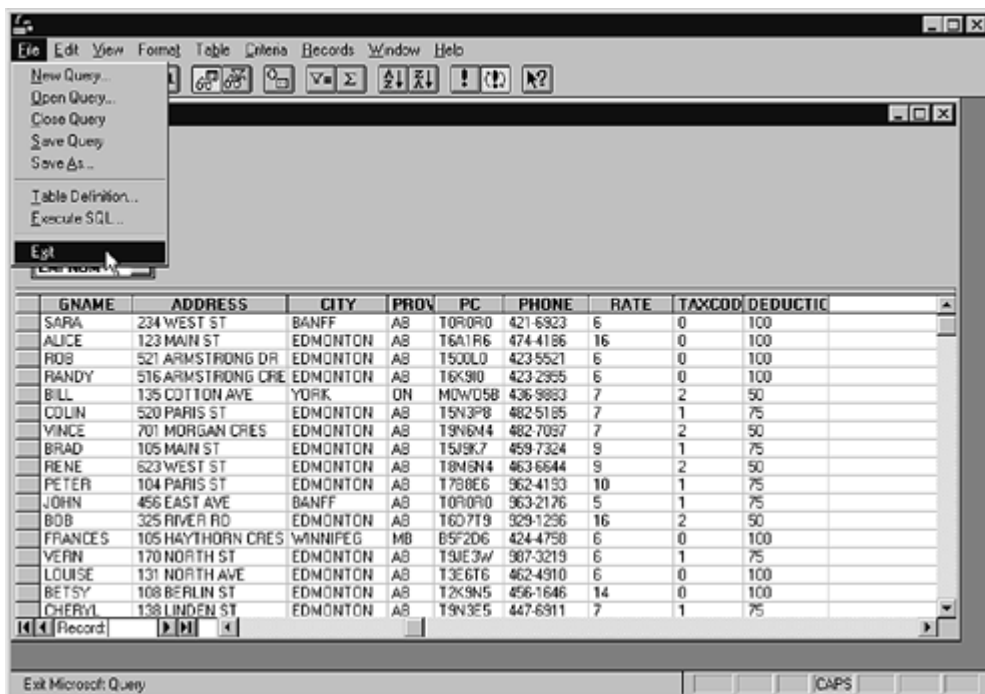 File Edit View Format Table Criteria Records Window Help
New Query...
Open Query...
Close Query
Save Query
Save As...
Table Definition...
Execute SQL...
Exit
GNAME ADDRESS CITY PROV PC PHONE RATE TAXCOD DEDUCTIC
SARA 234 WEST ST BANFF AB T0R0R0 421-6923 6 0 100
ALICE 123 MAIN ST EDMONTON AB T6A1R6 474-4186 16 0 100
ROB 521 ARMSTRONG DR EDMONTON AB T5O0L0 423-5521 6 0 100
RANDY 516 ARMSTRONG CRE EDMONTON AB T6K9I0 423-2955 6 0 100
BILL 135 COTTON AVE YORK ON M0W05B 436-9883 7 2 50
COLIN 520 PARIS ST EDMONTON AB T5N3P8 482-5185 7 1 75
VINCE 701 MORGAN CRES EDMONTON AB T9N6M4 482-7097 7 2 50
BRAD 105 MAIN ST EDMONTON AB T5J9K7 459-7324 9 1 75
RENE 623 WEST ST EDMONTON AB T8M6N4 463-6644 9 2 50
PETER 104 PARIS ST EDMONTON AB T7B8E6 962-4193 10 1 75
JOHN 456 EAST AVE BANFF AB T0R0R0 963-2176 5 1 75
BOB 325 RIVER RD EDMONTON AB T6D7T9 929-1296 16 2 50
FRANCES 105 HAYTHORN CRES WINNIPEG MB B5F2D6 424-4758 6 0 100
VERN 170 NORTH ST EDMONTON AB T9JE3W 987-3219 6 1 75
LOUISE 131 NORTH AVE EDMONTON AB T3E6T6 462-4910 6 0 100
BETSY 108 BERLIN ST EDMONTON AB T2K9N5 456-1646 14 0 100
CHERYL 138 LINDEN ST EDMONTON AB T9N3E5 447-6911 7 1 75
Record:
Exit Microsoft Query CAPS